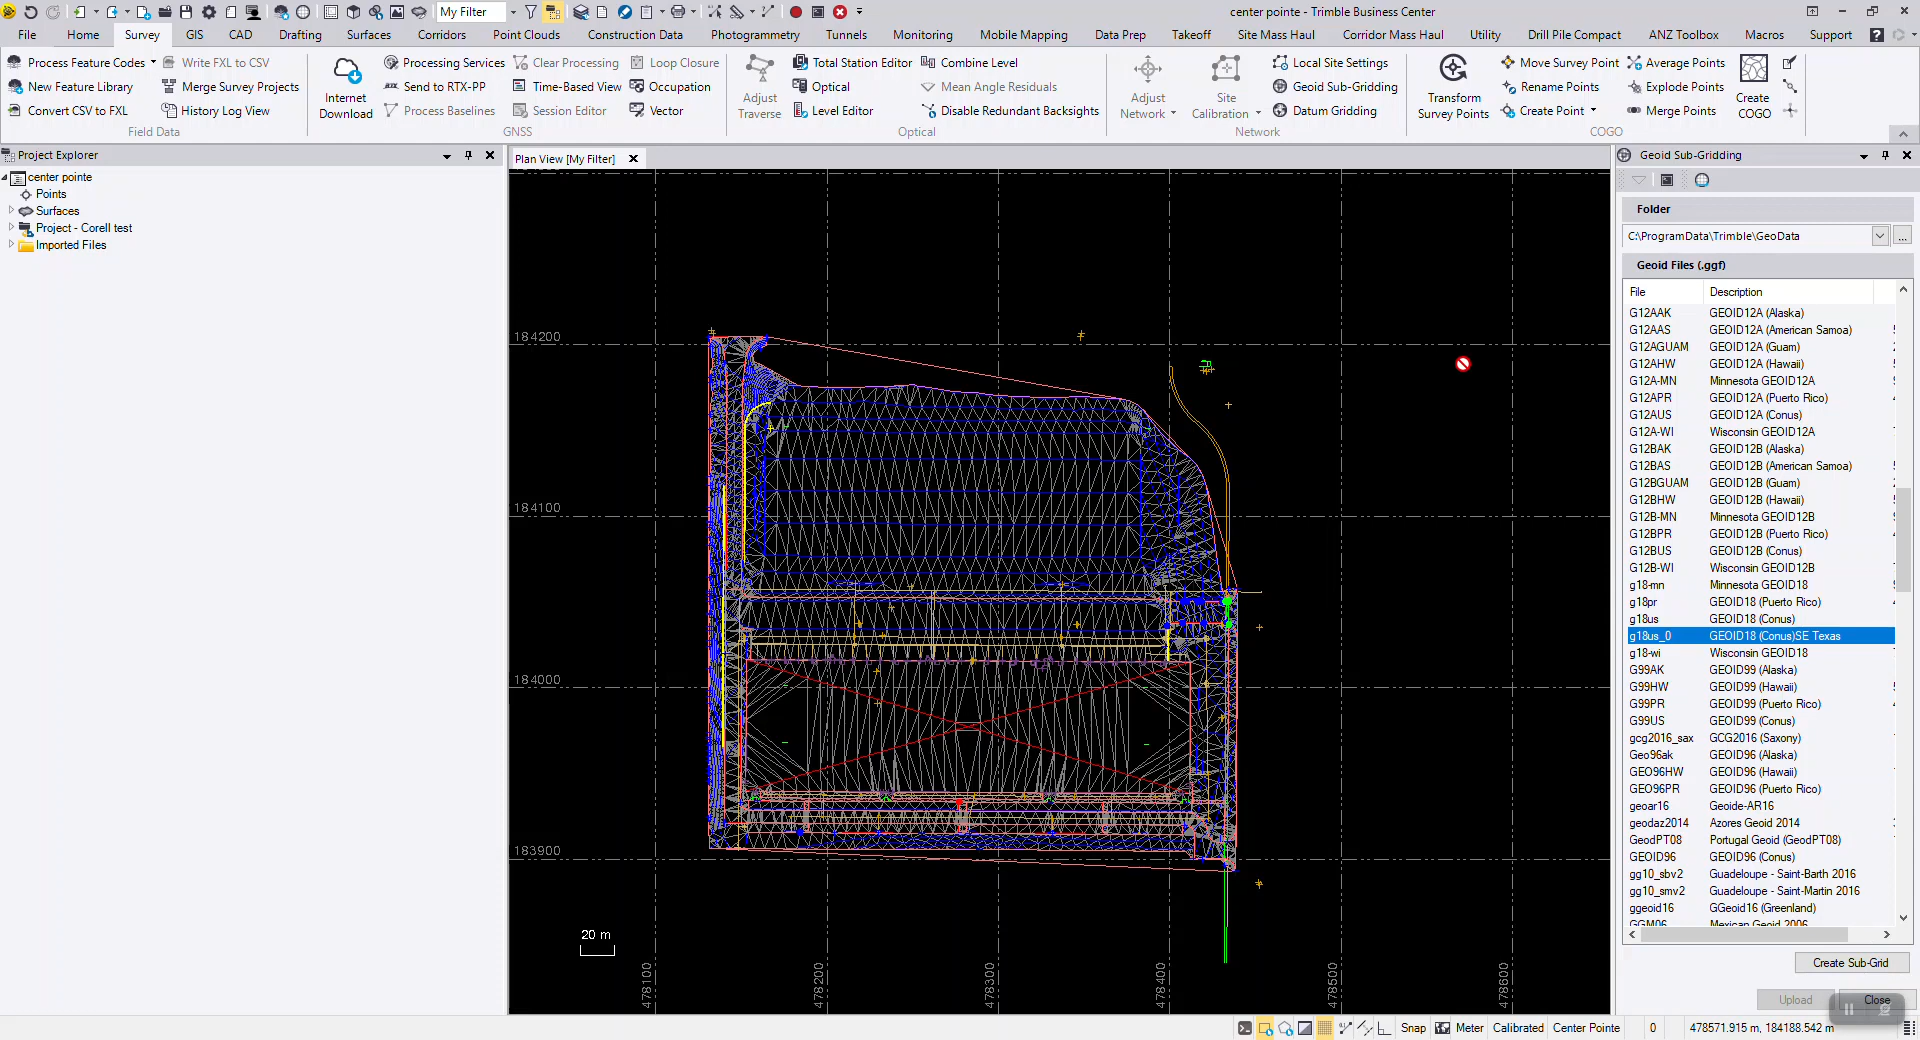 My Filter
center pointe - Trimble Business Center
File Home Survey GIS CAD Drafting Surfaces Corridors Point Clouds Construction Data Photogrammetry Tunnels Monitoring Mobile Mapping Data Prep Takeoff Site Mass Haul Corridor Mass Haul Utility Drill Pile Compact ANZ Toolbox Macros Support
Process Feature Codes
New Feature Library
Convert CSV to FXL
Write FXL to CSV
Merge Survey Projects
History Log View
Field Data
Internet
Download
Processing Services
Send to RTX-PP
Process Baselines
Clear Processing
Time-Based View
Session Editor
Loop Closure
Occupation
Vector
GNSS
Adjust
Traverse
Total Station Editor
Optical
Level Editor
Combine Level
Mean Angle Residuals
Disable Redundant Backsights
Optical
Adjust
Network
Site
Calibration
Local Site Settings
Geoid Sub-Gridding
Datum Gridding
Network
Transform
Survey Points
Move Survey Point
Rename Points
Create Point
Average Points
Explode Points
Merge Points
Create
COGO
COGO
Project Explorer
center pointe
Points
Surfaces
Project - Corell test
Imported Files
Plan View [My Filter]
184200
184100
184000
183900
20 m
478100
478200
478300
478400
478500
478600
Geoid Sub-Gridding
Folder
C:\ProgramData\Trimble\GeoData
...
Geoid Files (.ggf)
File Description
G12AAK GEOID12A (Alaska)
G12AAS GEOID12A (American Samoa)
G12AGUAM GEOID12A (Guam)
G12AHW GEOID12A (Hawaii)
G12A-MN Minnesota GEOID12A
G12APR GEOID12A (Puerto Rico)
G12AUS GEOID12A (Conus)
G12A-WI Wisconsin GEOID12A
G12BAK GEOID12B (Alaska)
G12BAS GEOID12B (American Samoa)
G12BGUAM GEOID12B (Guam)
G12BHW GEOID12B (Hawaii)
G12B-MN Minnesota GEOID12B
G12BPR GEOID12B (Puerto Rico)
G12BUS GEOID12B (Conus)
G12B-WI Wisconsin GEOID12B
g18-mn Minnesota GEOID18
g18pr GEOID18 (Puerto Rico)
g18us GEOID18 (Conus)
g18us_0 GEOID18 (Conus)SE Texas
g18-wi Wisconsin GEOID18
G99AK GEOID99 (Alaska)
G99HW GEOID99 (Hawaii)
G99PR GEOID99 (Puerto Rico)
G99US GEOID99 (Conus)
gcg2016_sax GCG2016 (Saxony)
Geo96ak GEOID96 (Alaska)
GEO96HW GEOID96 (Hawaii)
GEO96PR GEOID96 (Puerto Rico)
geoar16 Geoide-AR16
geodaz2014 Azores Geoid 2014
GeodPT08 Portugal Geoid (GeodPT08)
GEOID96 GEOID96 (Conus)
gg10_sbv2 Guadeloupe - Saint-Barth 2016
gg10_smv2 Guadeloupe - Saint-Martin 2016
ggeoid16 GGeoid16 (Greenland)
GGM06 Mexican Geoid 2006
Create Sub-Grid
Upload Close
Snap Meter Calibrated Center Pointe 0 478571.915 m, 184188.542 m